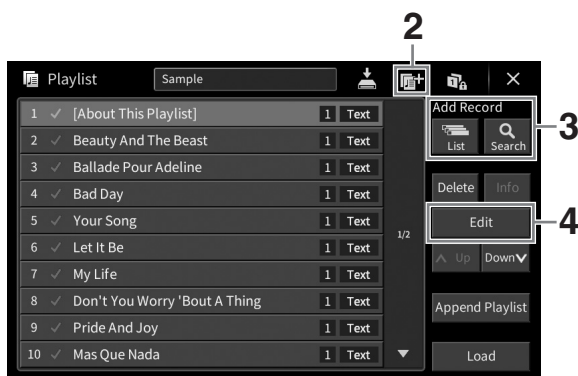 2
Playlist Sample
Add Record
List Search
3
1 [About This Playlist] 1 Text
2 Beauty And The Beast 1 Text
3 Ballade Pour Adeline 1 Text
4 Bad Day 1 Text
5 Your Song 1 Text
6 Let It Be 1 Text
7 My Life 1 Text
8 Don't You Worry 'Bout A Thing 1 Text
9 Pride And Joy 1 Text
10 Mas Que Nada 1 Text
1/2
Delete Info
Edit
4
Up Down
Append Playlist
Load